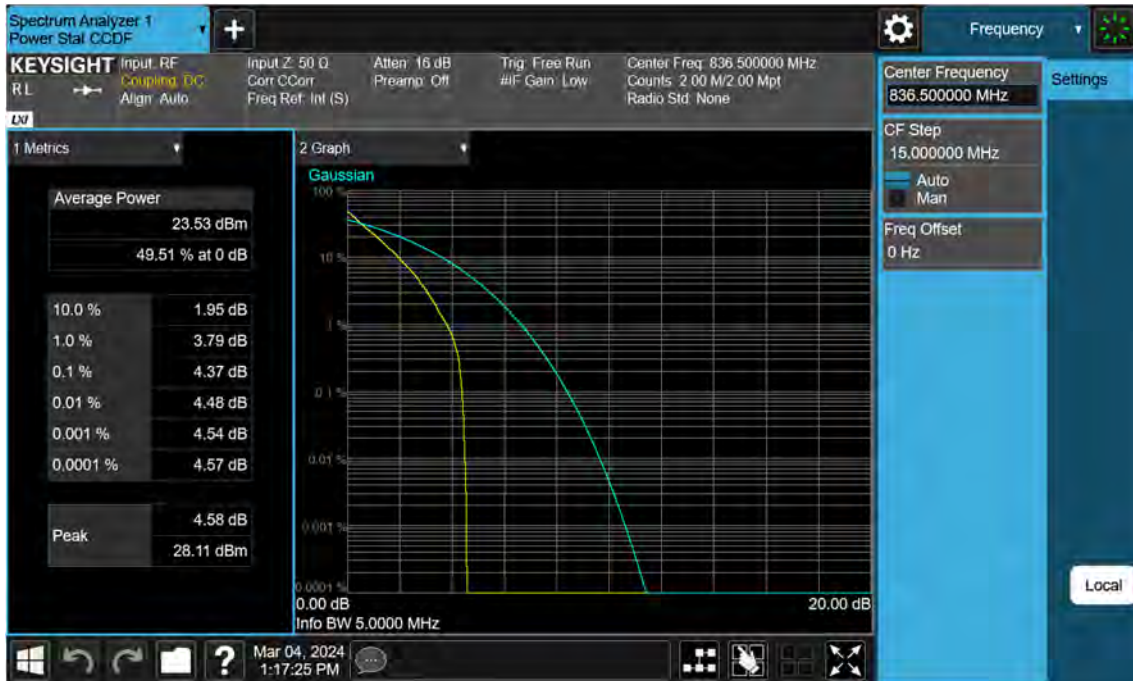 Spectrum Analyzer 1
Power Stat CCDF
Frequency
KEYSIGHT
RL
LXI
Input: RF
Coupling: DC
Align: Auto
Input Z: 50 Ω
Corr CCorr
Freq Ref: Int (S)
Atten: 16 dB
Preamp: Off
Trig: Free Run
#IF Gain: Low
Center Freq: 836.500000 MHz
Counts: 2.00 M/2.00 Mpt
Radio Std: None
Center Frequency
836.500000 MHz
Settings
CF Step
15.000000 MHz
Auto
Man
Freq Offset
0 Hz
1 Metrics
Average Power
23.53 dBm
49.51 % at 0 dB
10.0 % 1.95 dB
1.0 % 3.79 dB
0.1 % 4.37 dB
0.01 % 4.48 dB
0.001 % 4.54 dB
0.0001 % 4.57 dB
Peak
4.58 dB
28.11 dBm
2 Graph
Gaussian
100 %
10 %
1 %
0.1 %
0.01 %
0.001 %
0.0001 %
0.00 dB 20.00 dB
Info BW 5.0000 MHz
Local
?
Mar 04, 2024
1:17:25 PM